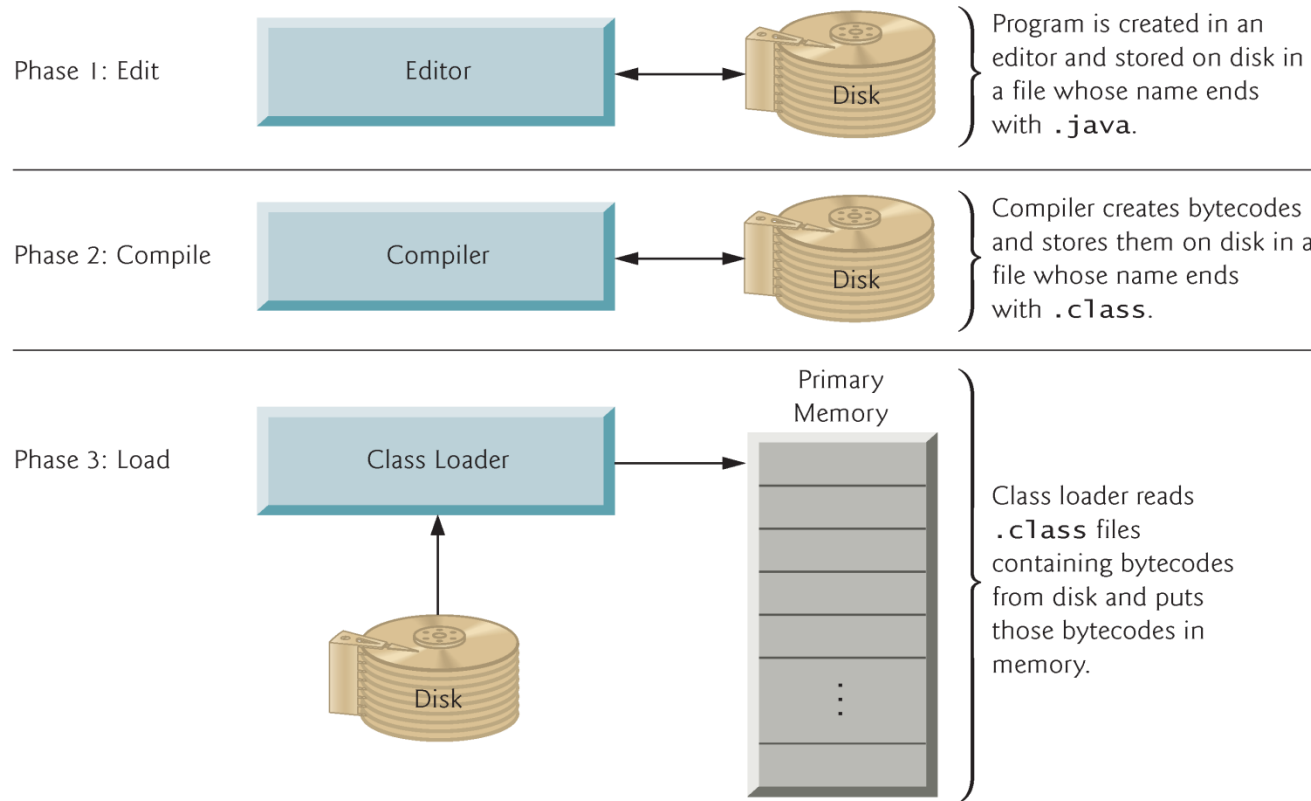 Phase 1: Edit
Editor
Disk
Program is created in an
editor and stored on disk in
a file whose name ends
with .java.
Phase 2: Compile
Compiler
Disk
Compiler creates bytecodes
and stores them on disk in a
file whose name ends
with .class.
Phase 3: Load
Class Loader
Disk
Primary
Memory
Class loader reads
.class files
containing bytecodes
from disk and puts
those bytecodes in
memory.